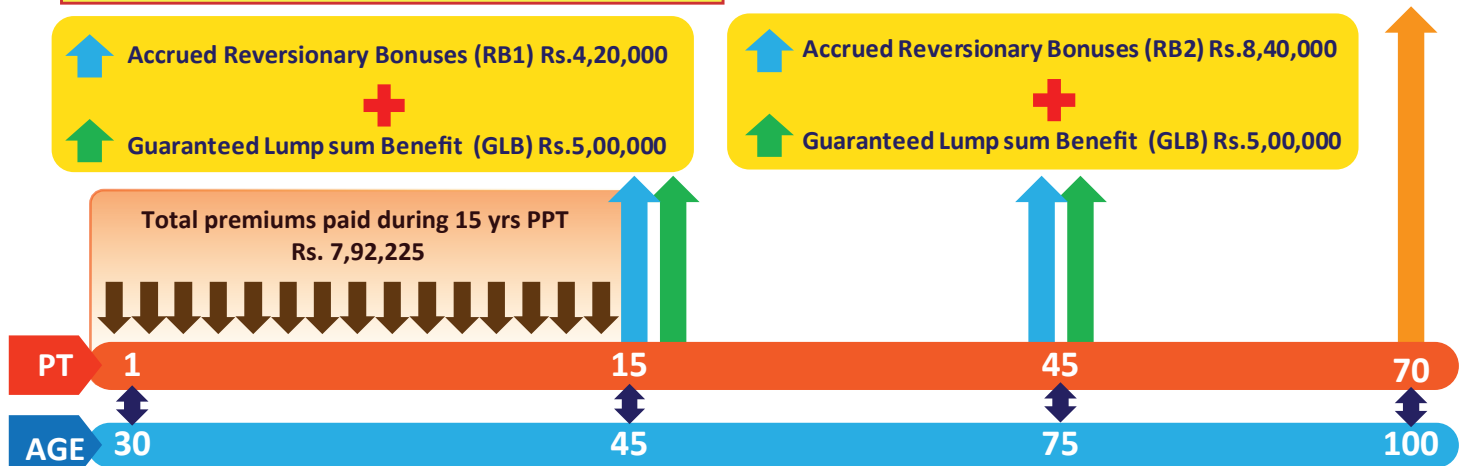 Accrued Reversionary Bonuses (RB1) Rs.4,20,000
Guaranteed Lump sum Benefit (GLB) Rs.5,00,000
Accrued Reversionary Bonuses (RB2) Rs.8,40,000
Guaranteed Lump sum Benefit (GLB) Rs.5,00,000
Total premiums paid during 15 yrs PPT
Rs. 7,92,225
PT 1 15 45 70
AGE 30 45 75 100